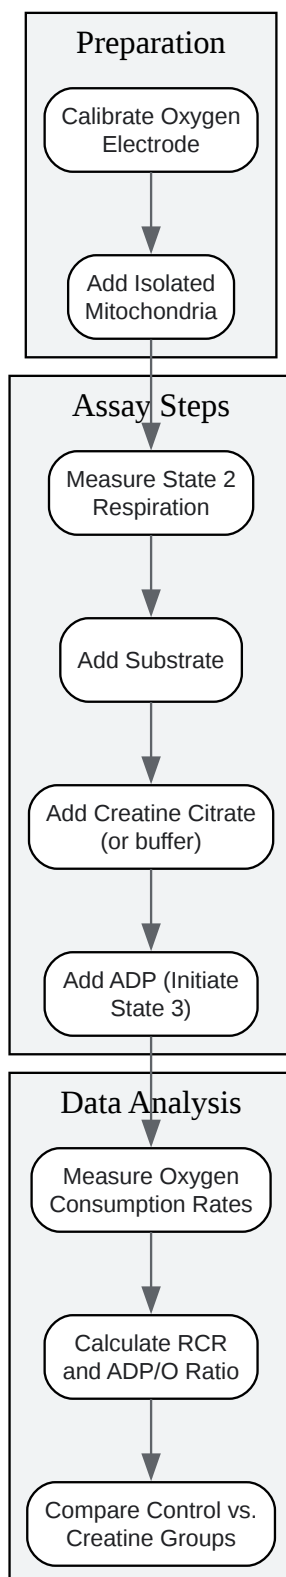 Preparation
Calibrate Oxygen
Electrode
Add Isolated
Mitochondria
Assay Steps
Measure State 2
Respiration
Add Substrate
Add Creatine Citrate
(or buffer)
Add ADP (Initiate
State 3)
Data Analysis
Measure Oxygen
Consumption Rates
Calculate RCR
and ADP/O Ratio
Compare Control vs.
Creatine Groups